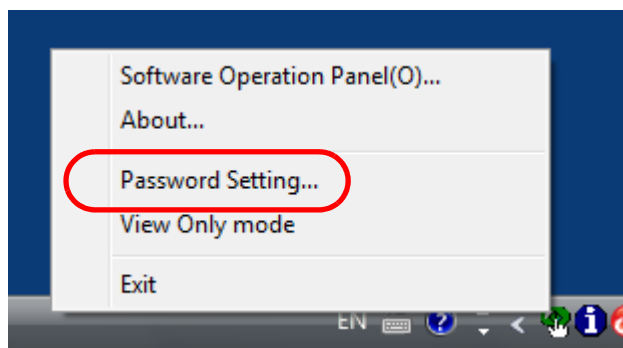 Software Operation Panel(O)...
About...
Password Setting...
View Only mode
Exit
EN